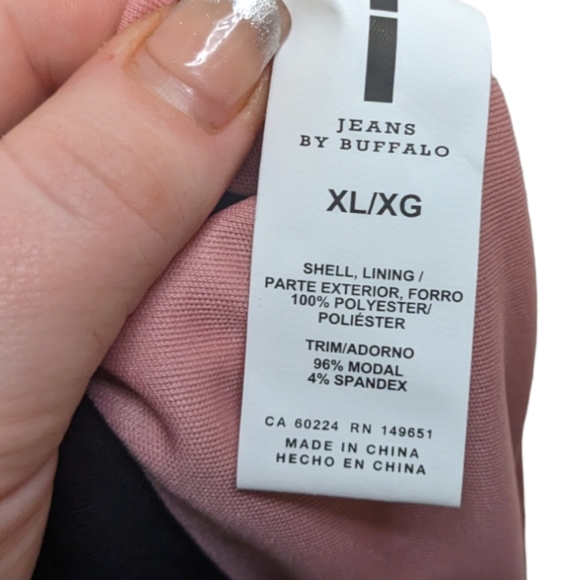 i
JEANS
BY BUFFALO
XL/XG
SHELL, LINING /
PARTE EXTERIOR, FORRO
100% POLYESTER/
POLIÉSTER
TRIM/ADORNO
96% MODAL
4% SPANDEX
CA 60224 RN 149651
MADE IN CHINA
HECHO EN CHINA